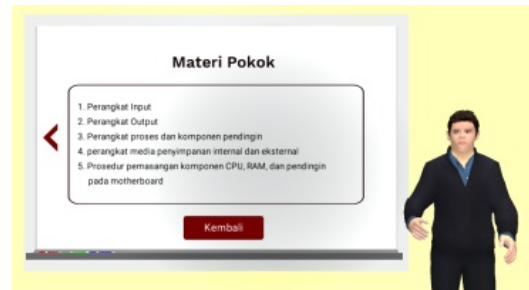 Materi Pokok
1. Perangkat Input
2. Perangkat Output
3. Perangkat proses dan komponen pendingin
4. perangkat media penyimpanan internal dan eksternal
5. Prosedur pemasangan komponen CPU, RAM, dan pendingin
pada motherboard
Kembali